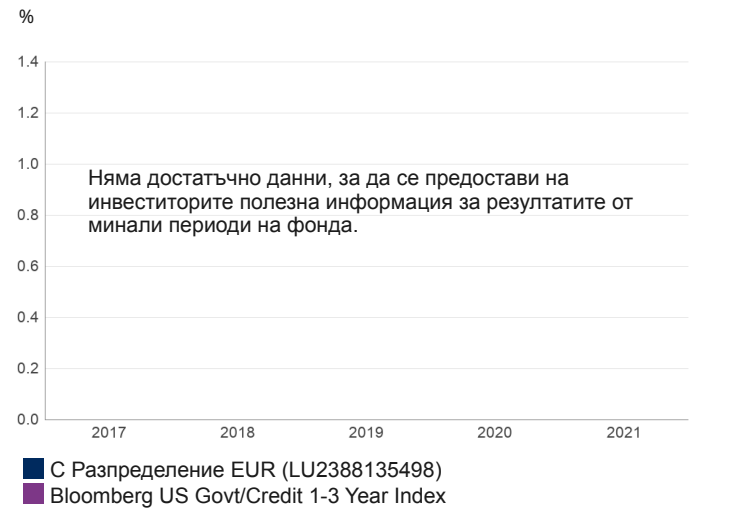 %
1.4
1.2
1.0
Няма достатъчно данни, за да се предостави на
инвеститорите полезна информация за резултатите от
0.8
минали периоди на фонда.
0.6
0.4
0.2
0.0
2017 2018 2019 2020 2021
С Разпределение EUR (LU2388135498)
Bloomberg US Govt/Credit 1-3 Year Index